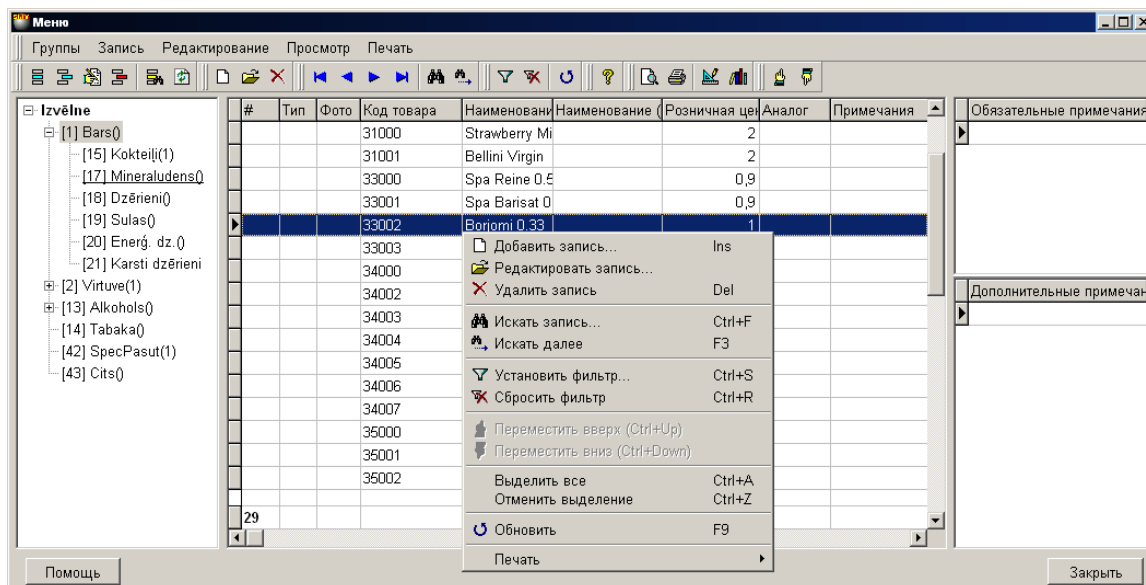 Меню
Группы Запись Редактирование Просмотр Печать
Izvēlne
[1] Bars()
[15] Kokteiļi(1)
[17] Mineraludens()
[18] Dzērieni()
[19] Sulas()
[20] Enerģ. dz.()
[21] Karsti dzērieni
[2] Virtuve(1)
[13] Alkohols()
[14] Tabaka()
[42] SpecPasut(1)
[43] Cits()
# Тип Фото Код товара Наименовани Наименование ( Розничная цен Аналог Примечания
31000 Strawberry Mi 2
31001 Bellini Virgin 2
33000 Spa Reine 0.5 0,9
33001 Spa Barisat 0 0,9
33002 Borjomi 0.33 1
33003
34000
34002
34003
34004
34005
34006
34007
35000
35001
35002
29
Добавить запись... Ins
Редактировать запись...
Удалить запись Del
Искать запись... Ctrl+F
Искать далее F3
Установить фильтр... Ctrl+S
Сбросить фильтр Ctrl+R
Переместить вверх (Ctrl+Up)
Переместить вниз (Ctrl+Down)
Выделить все Ctrl+A
Отменить выделение Ctrl+Z
Обновить F9
Печать
Обязательные примечания
Дополнительные примечан
Помощь
Закрыть